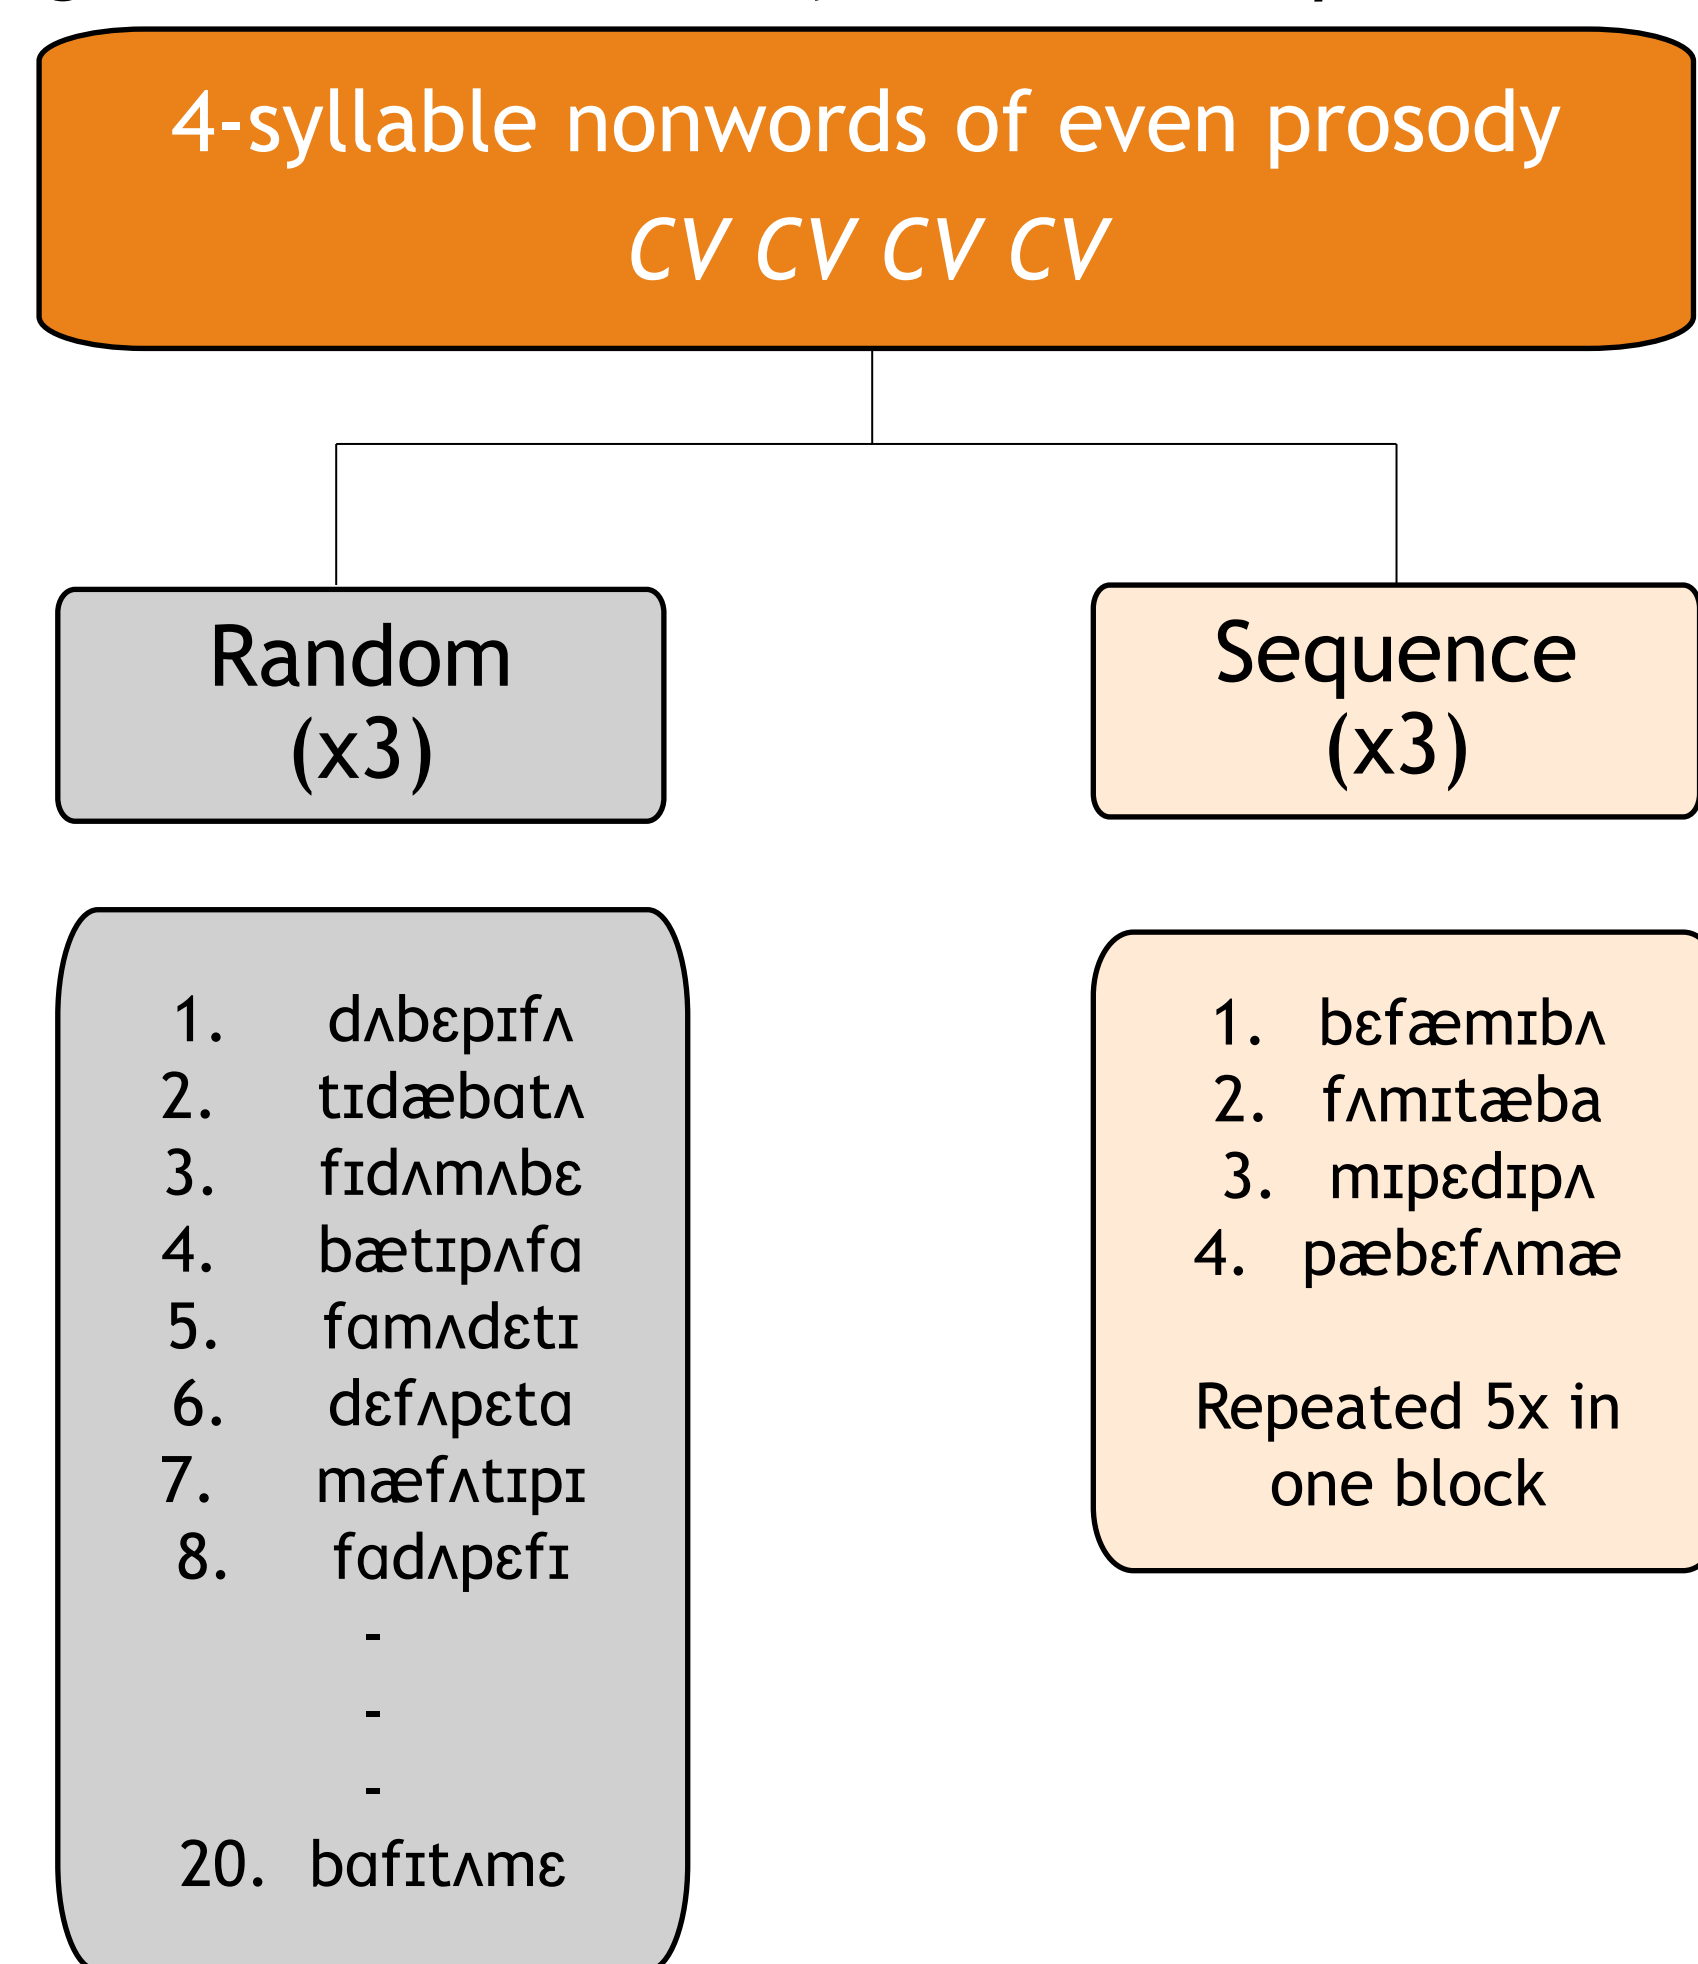 4-syllable nonwords of even prosody
CV CV CV CV
Random
(x3)
1. dʌbɛpɪfʌ
2. tɪdæbɑtʌ
3. fɪdʌmʌbɛ
4. bætɪpʌfɑ
5. fɑmʌdɛtɪ
6. dɛfʌpɛtɑ
7. mæfʌtɪpɪ
8. fɑdʌpɛfɪ
-
-
-
20. bɑfɪtʌmɛ
Sequence
(x3)
1. bɛfæmɪbʌ
2. fʌmɪtæba
3. mɪpɛdɪpʌ
4. pæbɛfʌmæ
Repeated 5x in
one block